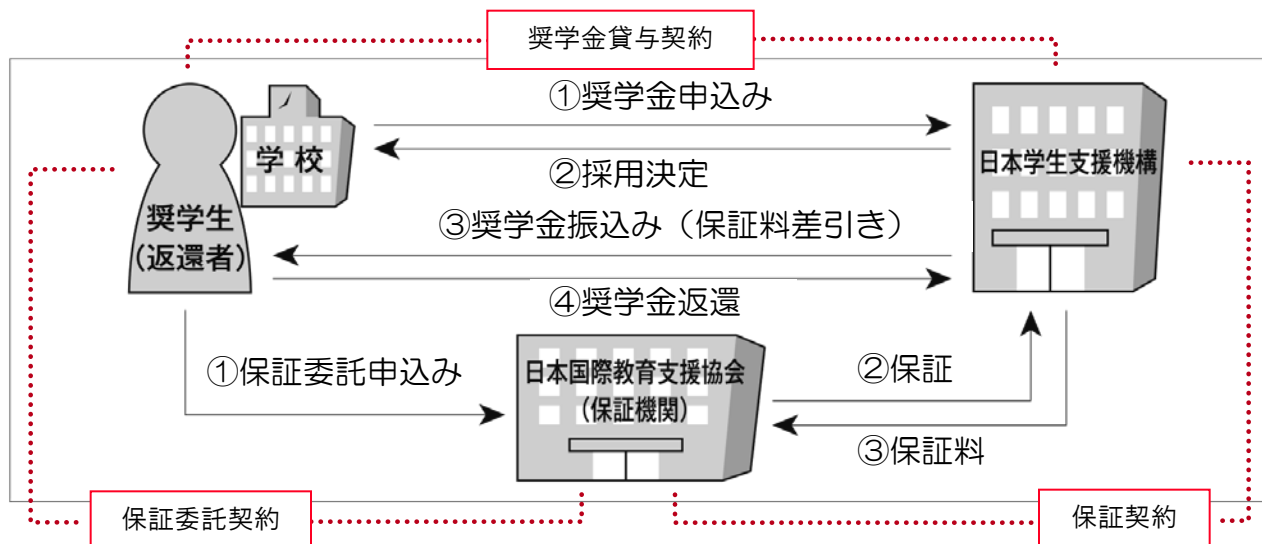 奨学金貸与契約
①奨学金申込み
学校
日本学生支援機構
②採用決定
奨学生
(返還者)
③奨学金振込み（保証料差引き）
④奨学金返還
①保証委託申込み
日本国際教育支援協会
(保証機関)
②保証
③保証料
保証委託契約
保証契約